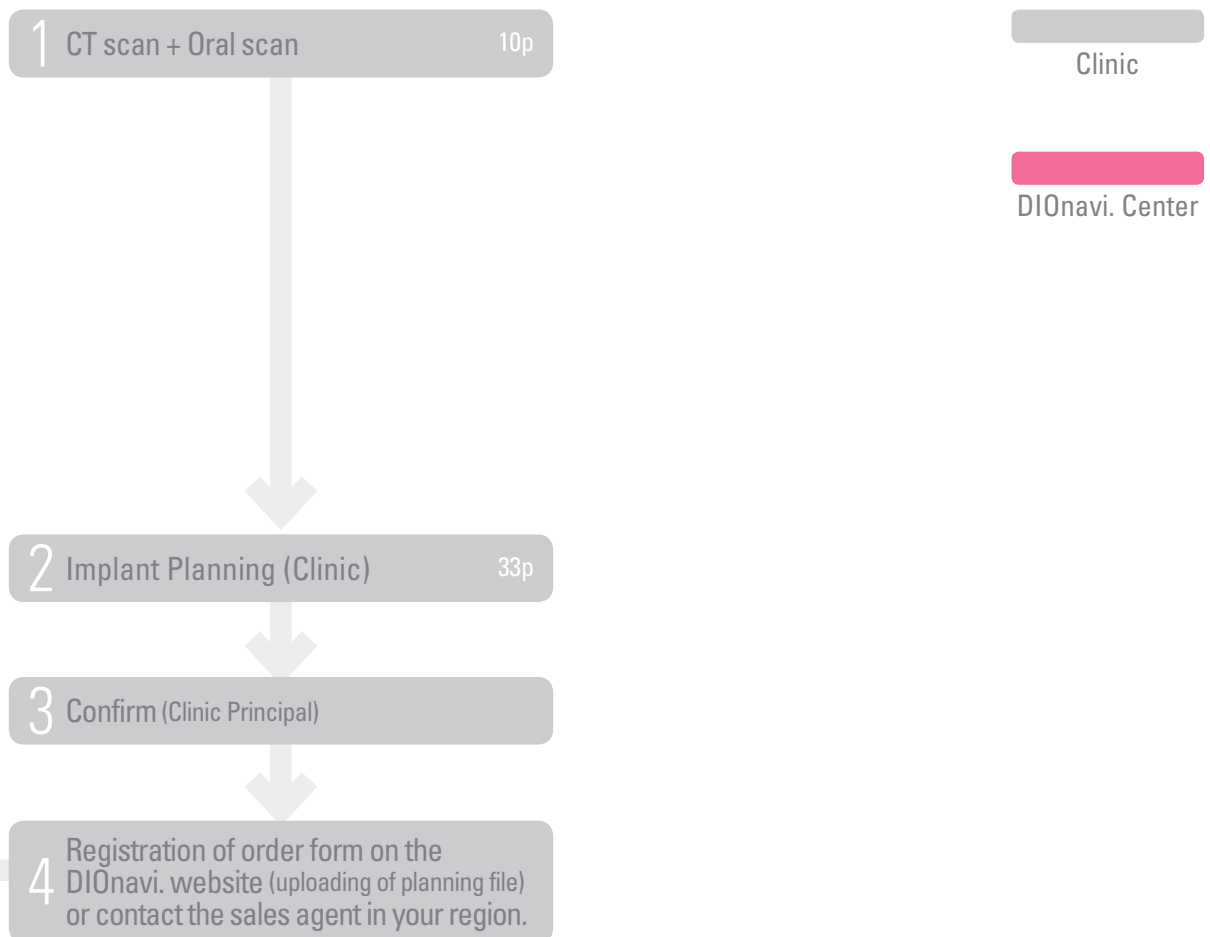 1 CT scan + Oral scan 10p
Clinic
DIOnavi. Center
2 Implant Planning (Clinic) 33p
3 Confirm (Clinic Principal)
4 Registration of order form on the
DIOnavi. website (uploading of planning file)
or contact the sales agent in your region.